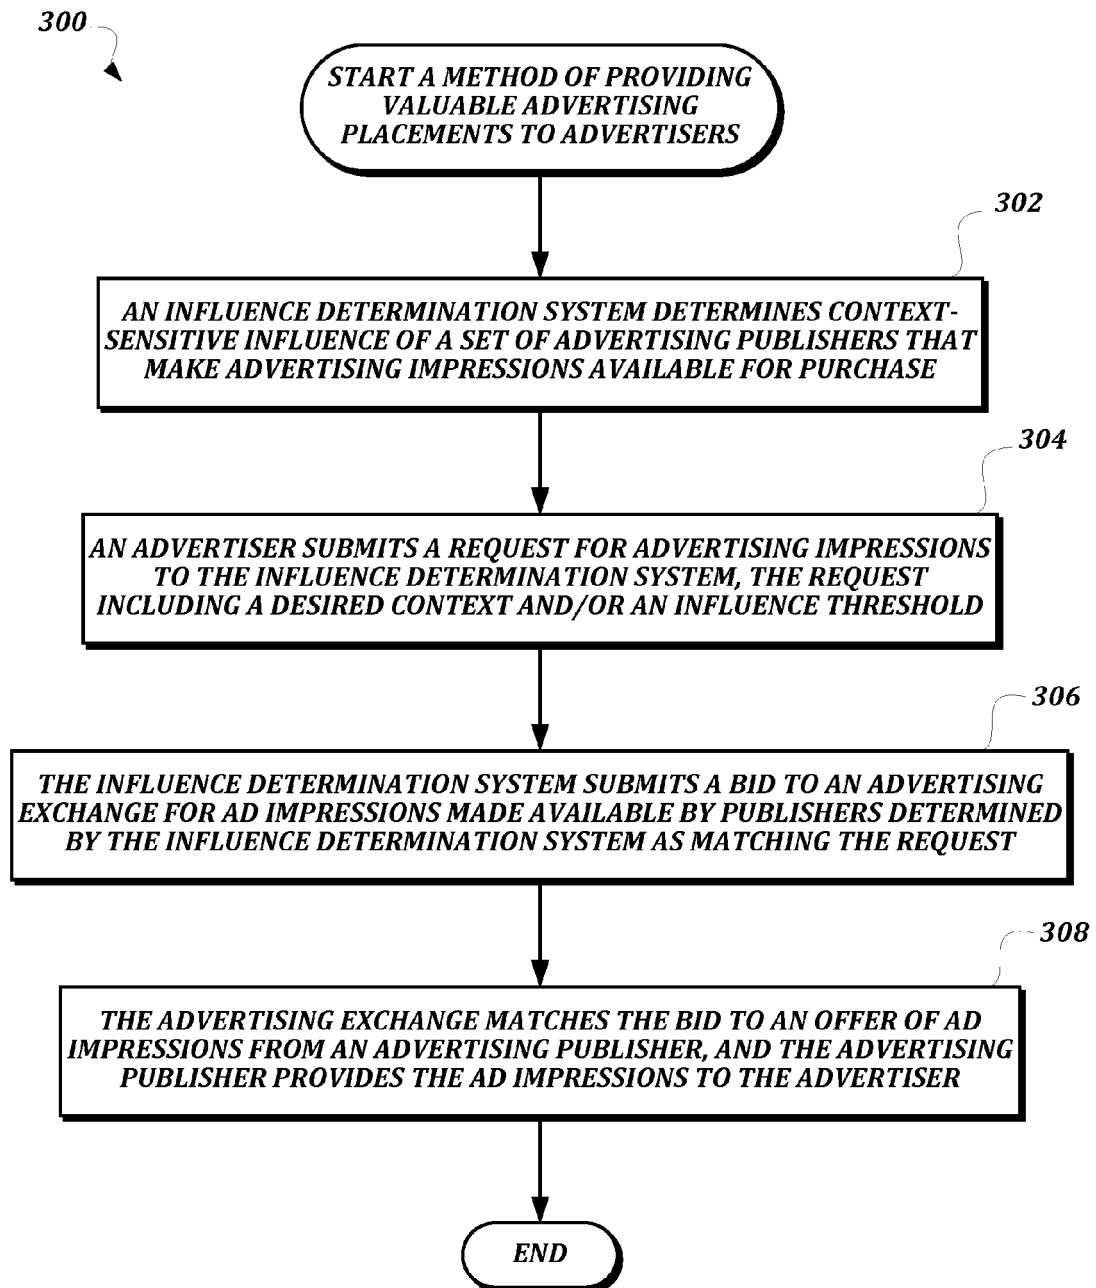 300
START A METHOD OF PROVIDING
VALUABLE ADVERTISING
PLACEMENTS TO ADVERTISERS
302
AN INFLUENCE DETERMINATION SYSTEM DETERMINES CONTEXT-
SENSITIVE INFLUENCE OF A SET OF ADVERTISING PUBLISHERS THAT
MAKE ADVERTISING IMPRESSIONS AVAILABLE FOR PURCHASE
304
AN ADVERTISER SUBMITS A REQUEST FOR ADVERTISING IMPRESSIONS
TO THE INFLUENCE DETERMINATION SYSTEM, THE REQUEST
INCLUDING A DESIRED CONTEXT AND/OR AN INFLUENCE THRESHOLD
306
THE INFLUENCE DETERMINATION SYSTEM SUBMITS A BID TO AN ADVERTISING
EXCHANGE FOR AD IMPRESSIONS MADE AVAILABLE BY PUBLISHERS DETERMINED
BY THE INFLUENCE DETERMINATION SYSTEM AS MATCHING THE REQUEST
308
THE ADVERTISING EXCHANGE MATCHES THE BID TO AN OFFER OF AD
IMPRESSIONS FROM AN ADVERTISING PUBLISHER, AND THE ADVERTISING
PUBLISHER PROVIDES THE AD IMPRESSIONS TO THE ADVERTISER
END